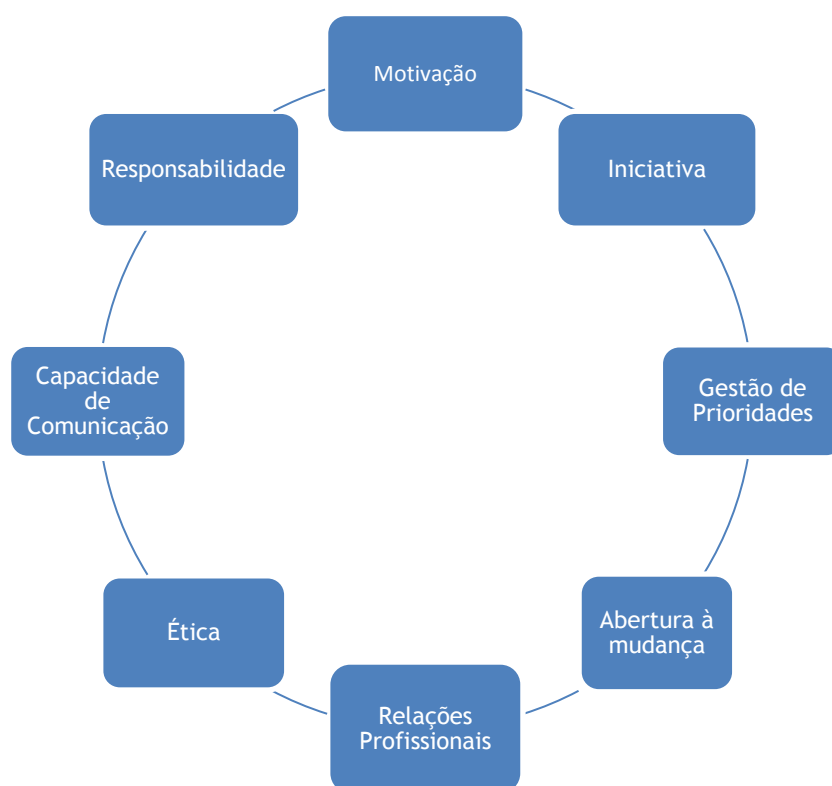 Motivação
Iniciativa
Gestão de
Prioridades
Abertura à
mudança
Relações
Profissionais
Ética
Capacidade
de
Comunicação
Responsabilidade